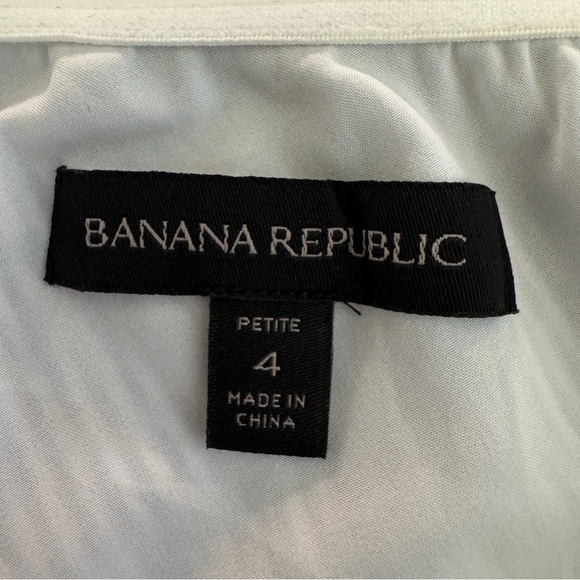 BANANA REPUBLIC
PETITE
4
MADE IN
CHINA